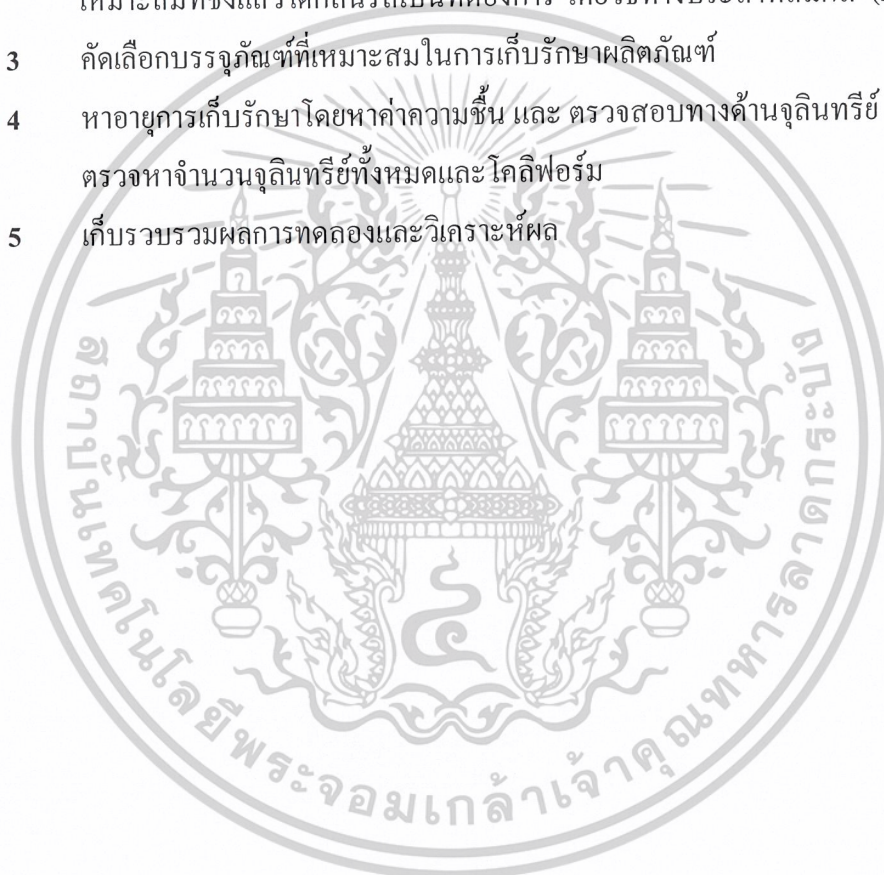 3 คัดเลือกบรรจุภัณฑ์ที่เหมาะสมในการเก็บรักษาผลิตภัณฑ์
4 หาอายุการเก็บรักษาโดยหาค่าความชื้น และ ตรวจสอบทางด้านจุลินทรีย์
ตรวจหาจำนวนจุลินทรีย์ทั้งหมดและโคลิฟอร์ม
5 เก็บรวบรวมผลการทดลองและวิเคราะห์ผล
สถาบันเทคโนโลยีพระจอมเกล้าเจ้าคุณทหารลาดกระบัง